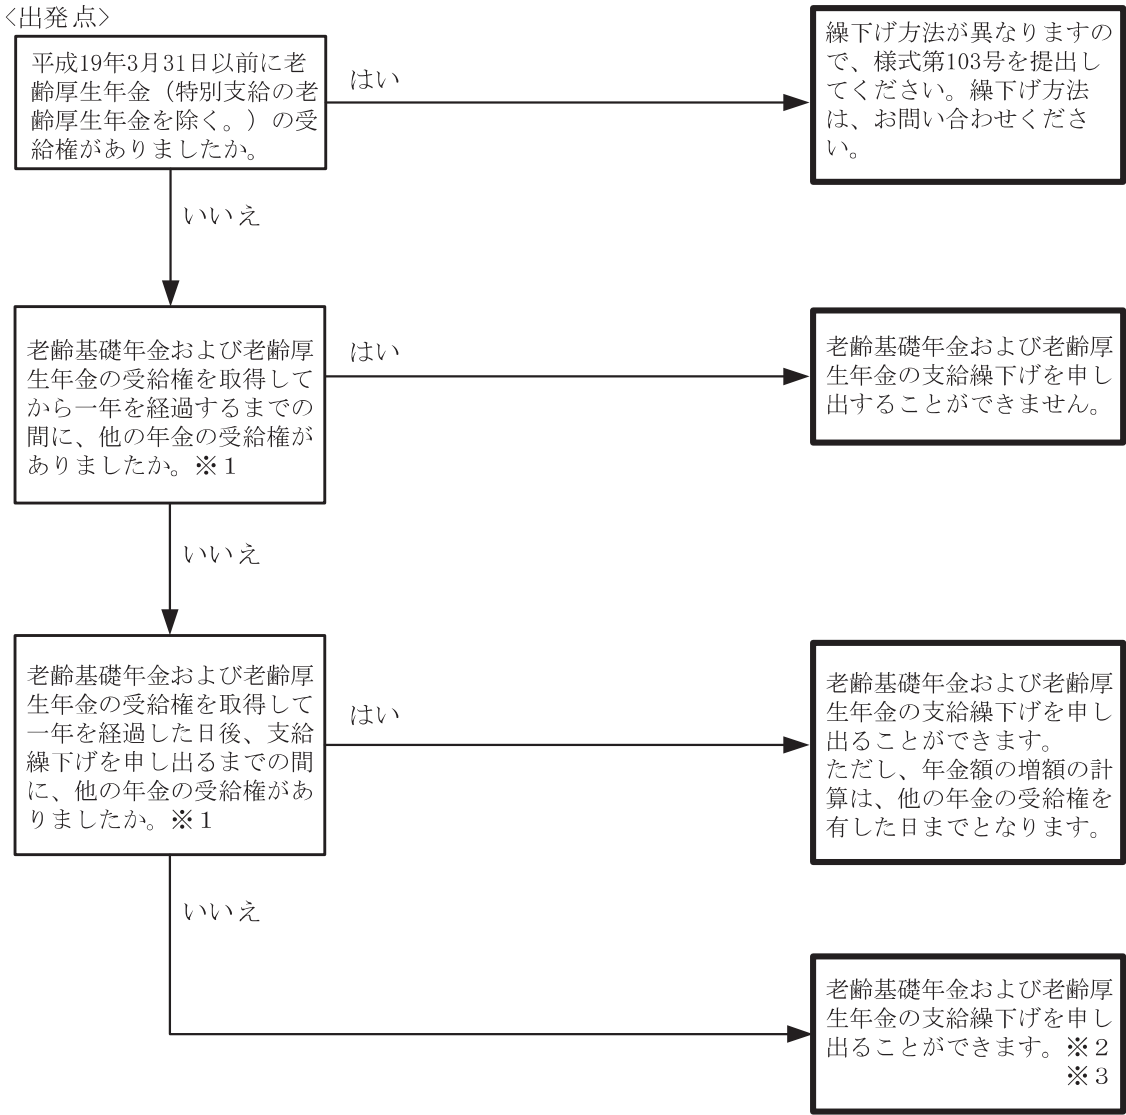 <出発点>
平成19年3月31日以前に老
齢厚生年金（特別支給の老
齢厚生年金を除く。）の受
給権がありましたか。
はい
繰下げ方法が異なりますの
で、様式第103号を提出し
てください。繰下げ方法
は、お問い合わせくださ
い。
いいえ
老齢基礎年金および老齢厚
生年金の受給権を取得して
から一年を経過するまでの
間に、他の年金の受給権が
ありましたか。※１
はい
老齢基礎年金および老齢厚
生年金の支給繰下げを申し
出することができません。
いいえ
老齢基礎年金および老齢厚
生年金の受給権を取得して
一年を経過した日後、支給
繰下げを申し出るまでの間
に、他の年金の受給権があ
りましたか。※１
はい
老齢基礎年金および老齢厚
生年金の支給繰下げを申し
出ることができます。
ただし、年金額の増額の計
算は、他の年金の受給権を
有した日までとなります。
いいえ
老齢基礎年金および老齢厚
生年金の支給繰下げを申し
出ることができます。※２
※３